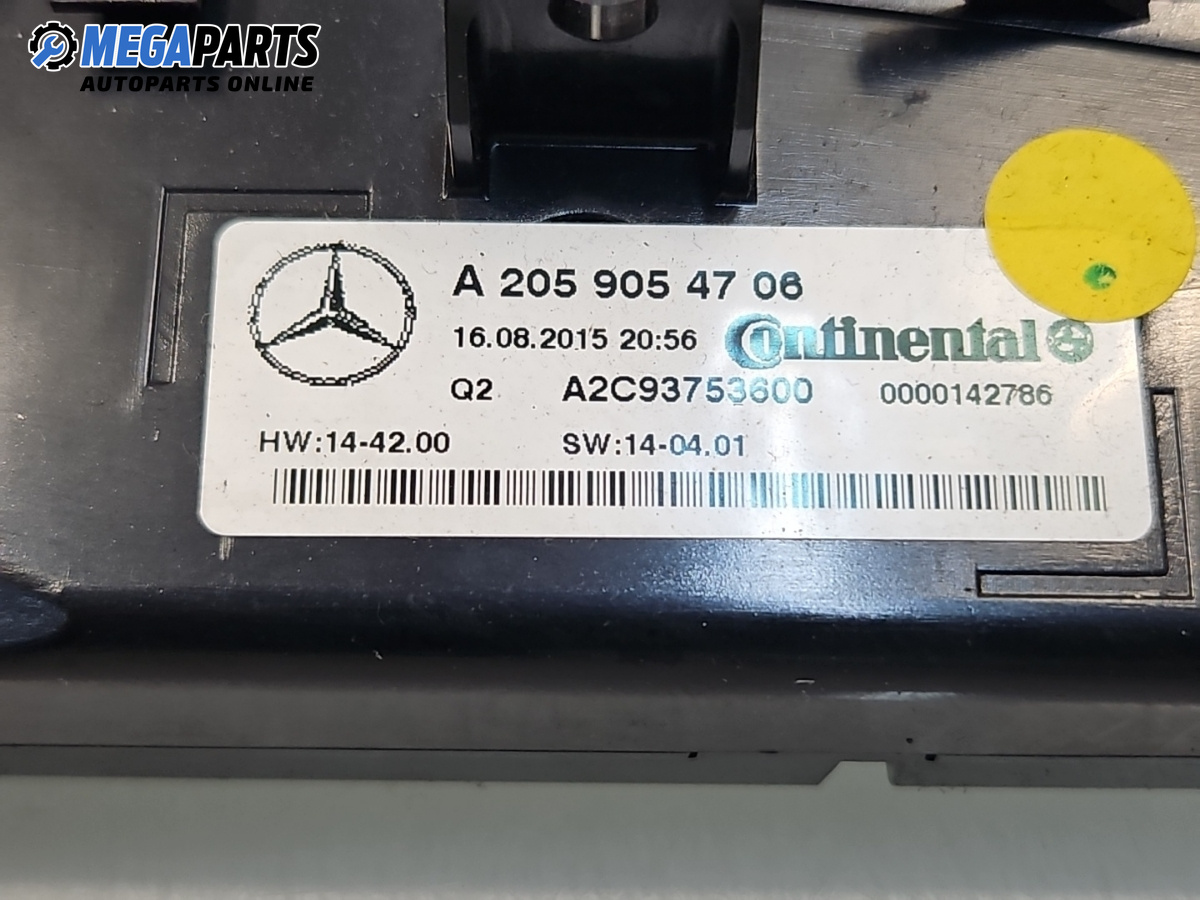 MEGAPARTS
AUTOPARTS ONLINE
A 205 905 47 06
16.08.2015 20:56 Continental
Q2 A2C93753600 0000142786
HW:14-42.00 SW:14-04.01